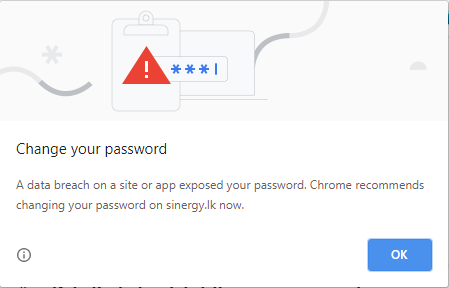 ***|
Change your password
A data breach on a site or app exposed your password. Chrome recommends
changing your password on sinergy.lk now.
OK